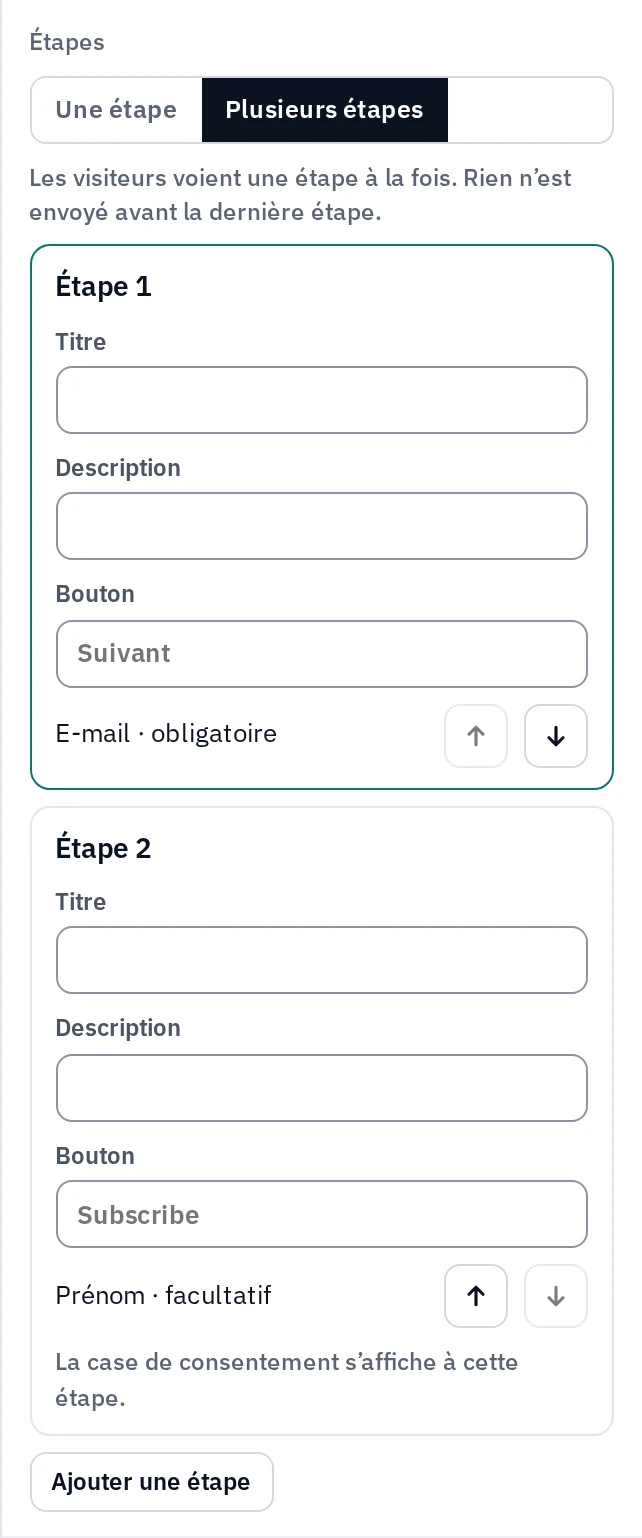 Étapes
Une étape
Plusieurs étapes
Les visiteurs voient une étape à la fois. Rien n’est
envoyé avant la dernière étape.
Étape 1
Titre
Description
Bouton
Suivant
E-mail · obligatoire
↑
↓
Étape 2
Titre
Description
Bouton
Subscribe
Prénom · facultatif
↑
↓
La case de consentement s’affiche à cette
étape.
Ajouter une étape